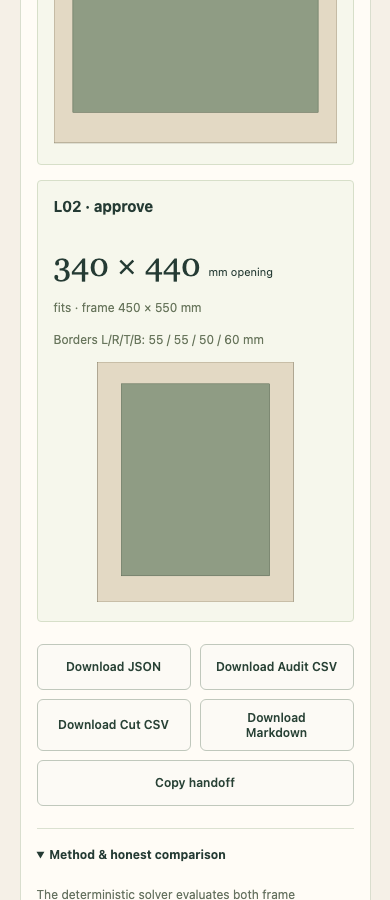 L02 · approve
340 × 440 mm opening
fits · frame 450 × 550 mm
Borders L/R/T/B: 55 / 55 / 50 / 60 mm
Download JSON
Download Audit CSV
Download Cut CSV
Download
Markdown
Copy handoff
▼ Method & honest comparison
The deterministic solver evaluates both frame